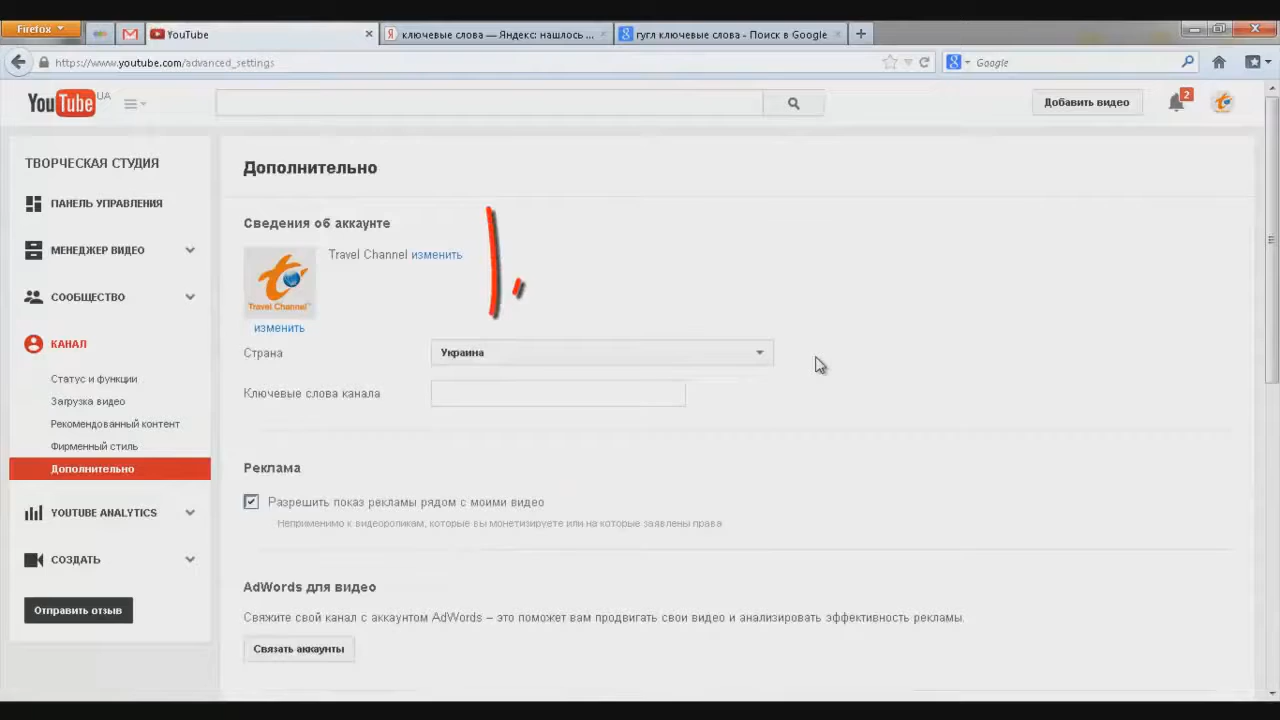 Firefox
YouTube
ключевые слова — Яндекс: нашлось ...
гугл ключевые слова - Поиск в Google
https://www.youtube.com/advanced_settings
Google
YouTube UA
Добавить видео
2
ТВОРЧЕСКАЯ СТУДИЯ
ПАНЕЛЬ УПРАВЛЕНИЯ
МЕНЕДЖЕР ВИДЕО
СООБЩЕСТВО
КАНАЛ
Статус и функции
Загрузка видео
Рекомендованный контент
Фирменный стиль
Дополнительно
YOUTUBE ANALYTICS
СОЗДАТЬ
Отправить отзыв
Дополнительно
Сведения об аккаунте
Travel Channel изменить
Travel Channel
изменить
Страна
Украина
Ключевые слова канала
Реклама
Разрешить показ рекламы рядом с моими видео
Неприменимо к видеороликам, которые вы монетизируете или на которые заявлены права
AdWords для видео
Свяжите свой канал с аккаунтом AdWords – это поможет вам продвигать свои видео и анализировать эффективность рекламы.
Связать аккаунты